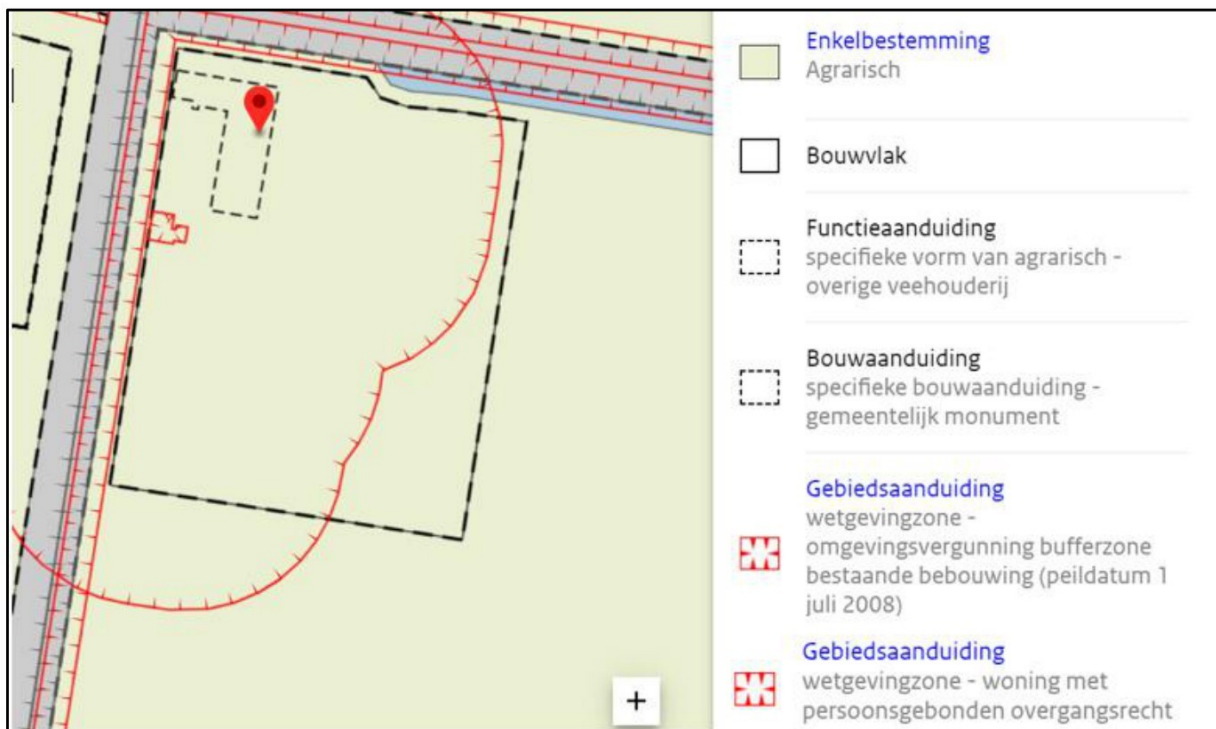 Enkelbestemming
Agrarisch
Bouwvlak
Functieaanduiding
specifieke vorm van agrarisch -
overige veehouderij
Bouwaanduiding
specifieke bouwaanduiding -
gemeentelijk monument
Gebiedsaanduiding
wetgevingzone -
omgevingsvergunning bufferzone
bestaande bebouwing (peildatum 1
juli 2008)
Gebiedsaanduiding
wetgevingzone - woning met
persoonsgebonden overgangsrecht
+